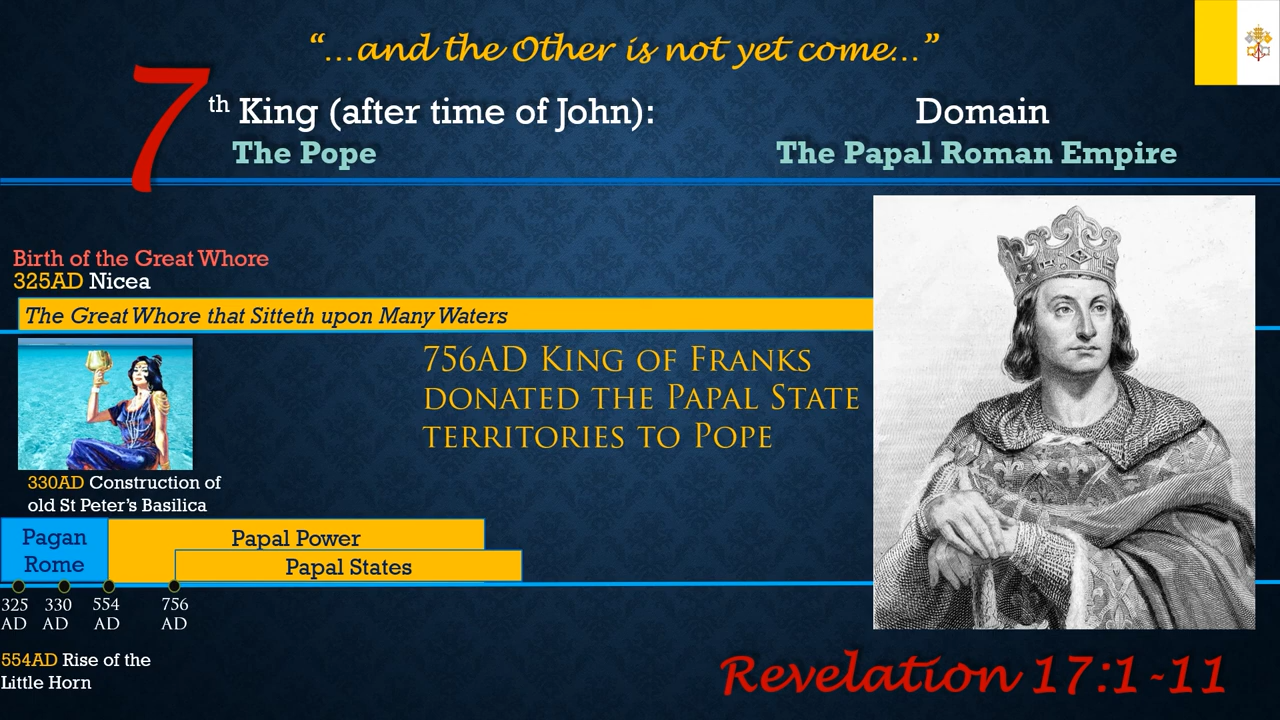 “...and the Other is not yet come...”
7th King (after time of John):
The Pope
Domain
The Papal Roman Empire
Birth of the Great Whore
325AD Nicea
The Great Whore that Sitteth upon Many Waters
756AD King of Franks
donated the Papal State
territories to Pope
330AD Construction of
old St Peter’s Basilica
Pagan
Rome
Papal Power
Papal States
325
AD
330
AD
554
AD
756
AD
554AD Rise of the
Little Horn
Revelation 17:1-11